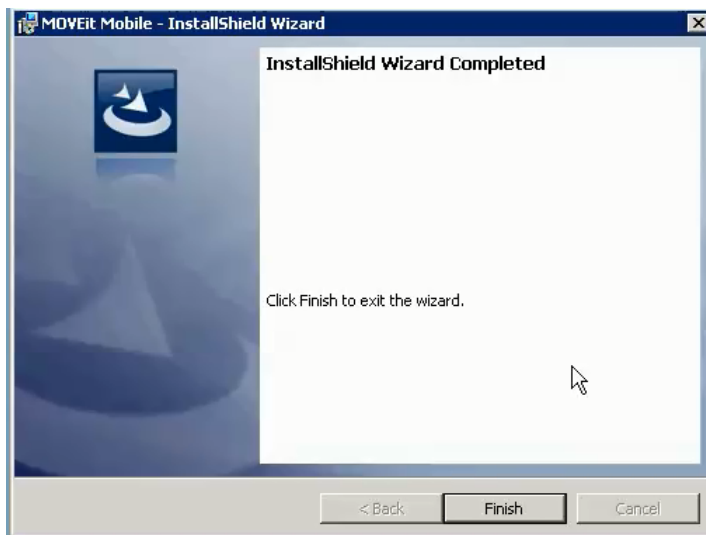 MOVEit Mobile - InstallShield Wizard
InstallShield Wizard Completed
Click Finish to exit the wizard.
< Back
Finish
Cancel